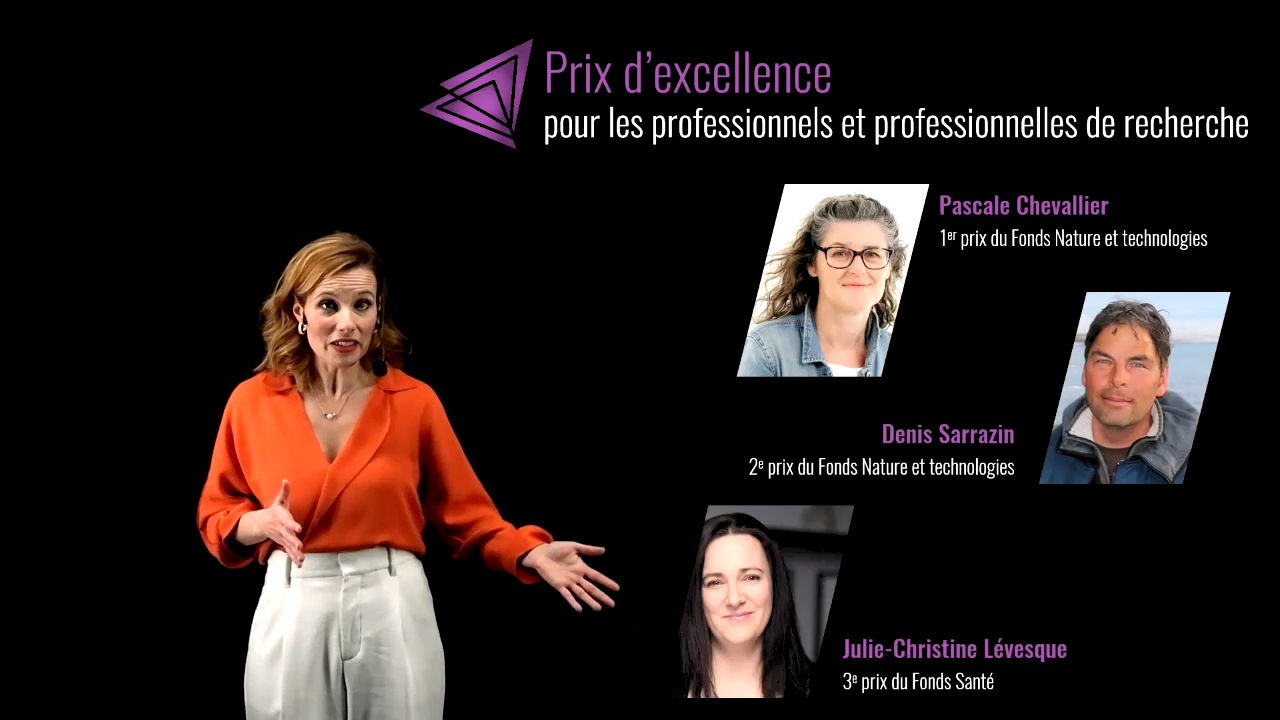 Prix d’excellence
pour les professionnels et professionnelles de recherche
Pascale Chevallier
1er prix du Fonds Nature et technologies
Denis Sarrazin
2e prix du Fonds Nature et technologies
Julie-Christine Lévesque
3e prix du Fonds Santé